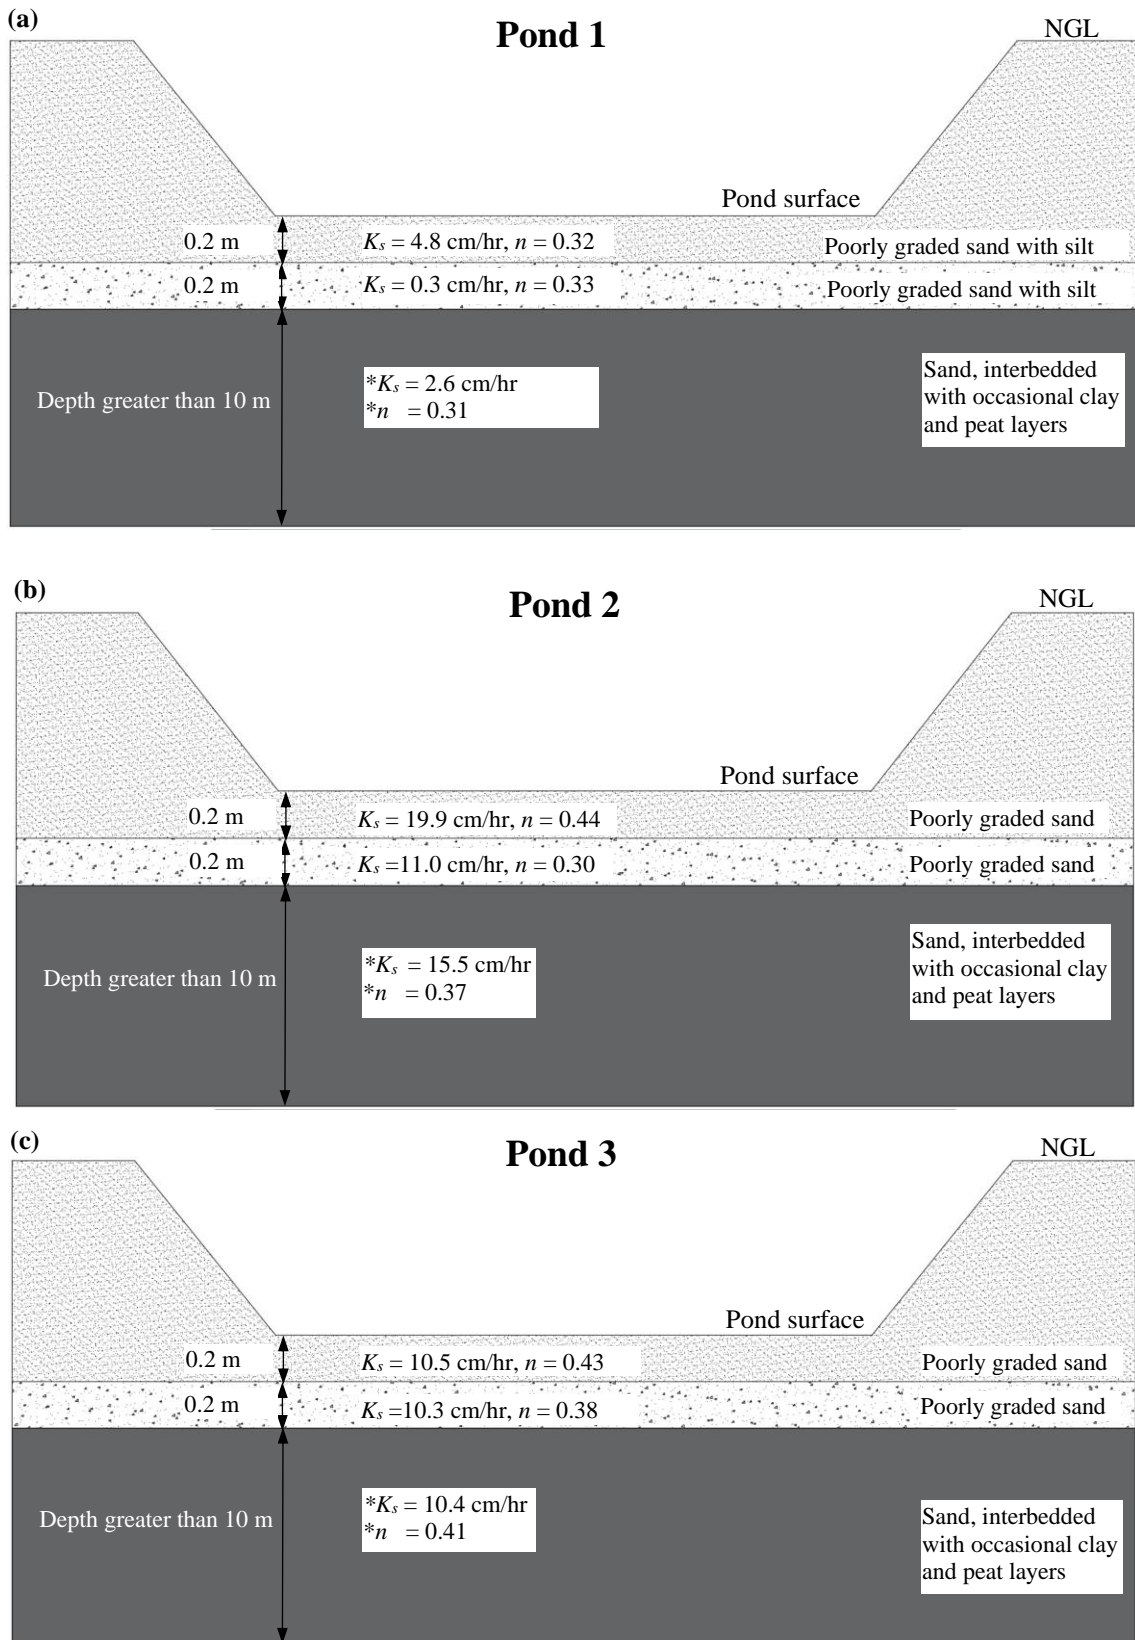 (a)
Pond 1
NGL
Pond surface
0.2 m
Ks = 4.8 cm/hr, n = 0.32
Poorly graded sand with silt
0.2 m
Ks = 0.3 cm/hr, n = 0.33
Poorly graded sand with silt
Depth greater than 10 m
*Ks = 2.6 cm/hr
*n = 0.31
Sand, interbedded
with occasional clay
and peat layers
(b)
Pond 2
NGL
Pond surface
0.2 m
Ks = 19.9 cm/hr, n = 0.44
Poorly graded sand
0.2 m
Ks =11.0 cm/hr, n = 0.30
Poorly graded sand
Depth greater than 10 m
*Ks = 15.5 cm/hr
*n = 0.37
Sand, interbedded
with occasional clay
and peat layers
(c)
Pond 3
NGL
Pond surface
0.2 m
Ks = 10.5 cm/hr, n = 0.43
Poorly graded sand
0.2 m
Ks =10.3 cm/hr, n = 0.38
Poorly graded sand
Depth greater than 10 m
*Ks = 10.4 cm/hr
*n = 0.41
Sand, interbedded
with occasional clay
and peat layers